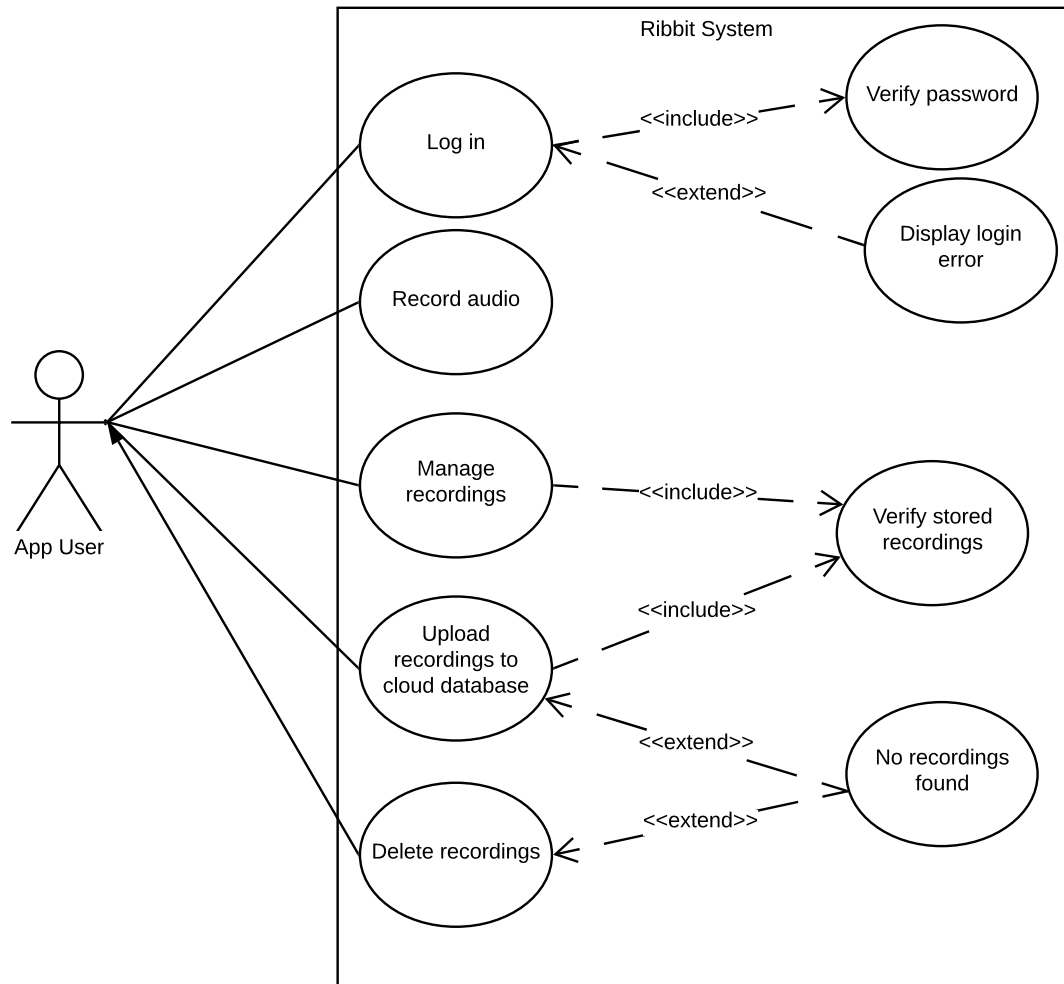 Ribbit System
Log in
<<include>>
Verify password
<<extend>>
Display login
error
Record audio
App User
Manage
recordings
<<include>>
Verify stored
recordings
<<include>>
Upload
recordings to
cloud database
<<extend>>
No recordings
found
<<extend>>
Delete recordings